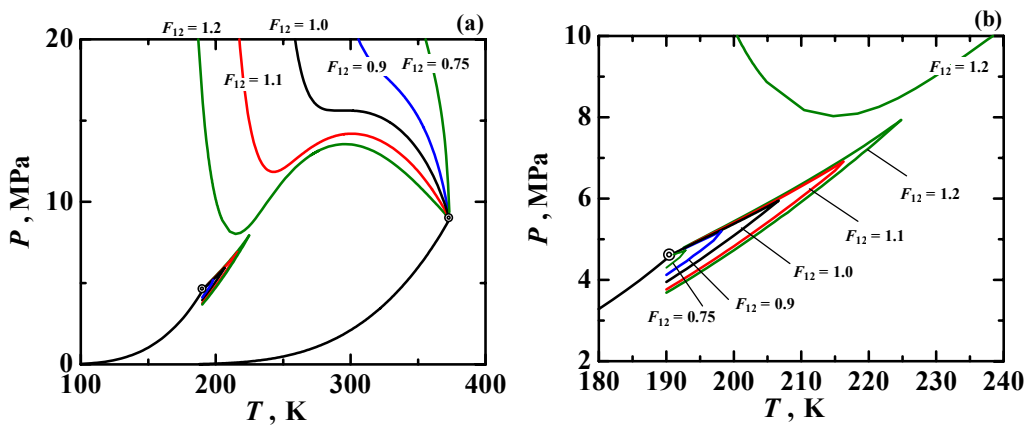 (a)
F12 = 1.2
F12 = 1.0
F12 = 0.9
F12 = 0.75
F12 = 1.1
20
10
0
100
200
300
400
P , MPa
T , K
(b)
F12 = 1.2
F12 = 1.2
F12 = 1.1
F12 = 1.0
F12 = 0.9
F12 = 0.75
10
8
6
4
2
180
190
200
210
220
230
240
P , MPa
T , K